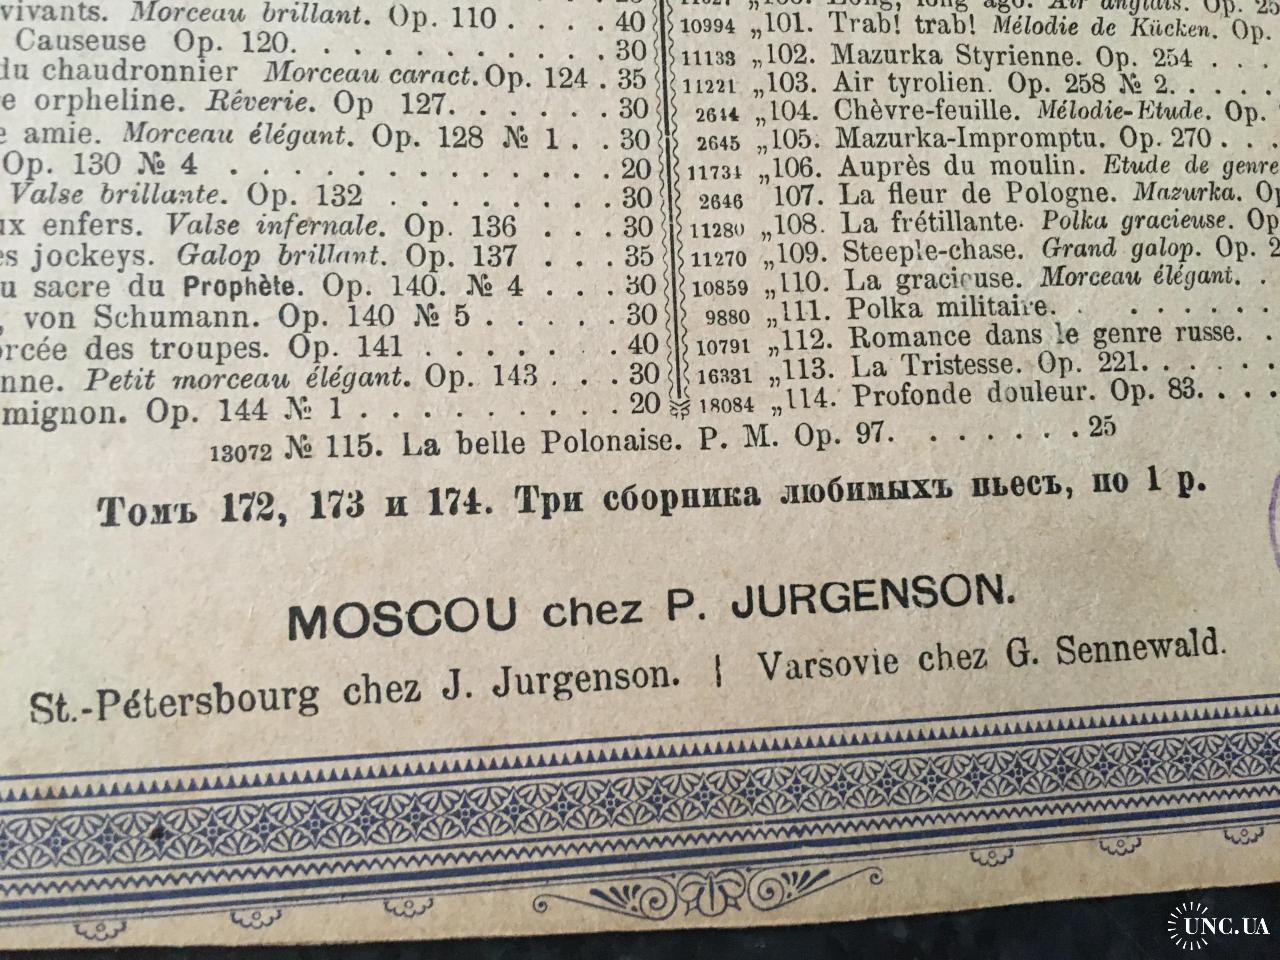 vivants. Morceau brillant. Op. 110 . . . . 40
Causeuse Op. 120. . . . . . . . . . 30
du chaudronnier Morceau caract. Op. 124 . 35
orpheline. Rêverie. Op 127. . . . . . 30
amie. Morceau élégant. Op. 128 № 1 . . 30
Op. 130 № 4 . . . . . . . . . . . . 20
Valse brillante. Op. 132 . . . . . . . . 30
enfers. Valse infernale. Op. 136 . . . 30
jockeys. Galop brillant. Op. 137 . . . 35
sacre du Prophète. Op. 140. № 4 . . . 30
von Schumann. Op. 140 № 5 . . . . . 30
des troupes. Op. 141 . . . . . . . 40
Petit morceau élégant. Op. 143 . . . 30
mignon. Op. 144 № 1 . . . . . . . . . 20
Long, long ago. Air anglais. Op.
10994 „101. Trab! trab! Mélodie de Kücken. Op.
11133 „102. Mazurka Styrienne. Op. 254 . . .
11221 „103. Air tyrolien. Op. 258 № 2. . . . .
2644 „104. Chèvre-feuille. Mélodie-Etude. Op.
2645 „105. Mazurka-Impromptu. Op. 270 . . .
11731 „106. Auprès du moulin. Etude de genre
2646 „107. La fleur de Pologne. Mazurka.
11280 „108. La frétillante. Polka gracieuse. Op
11270 „109. Steeple-chase. Grand galop. Op.
10859 „110. La gracieuse. Morceau élégant. .
9880 „111. Polka militaire. . . . . . .
10791 „112. Romance dans le genre russe. .
16331 „113. La Tristesse. Op. 221. . . . . .
18084 „114. Profonde douleur. Op. 83. . . . .
13072 № 115. La belle Polonaise. P. M. Op. 97. . . . . . . 25
Томъ 172, 173 и 174. Три сборника любимыхъ пьесъ, по 1 р.
MOSCOU chez P. JURGENSON.
St.-Pétersbourg chez J. Jurgenson. | Varsovie chez G. Sennewald.
UNC.UA